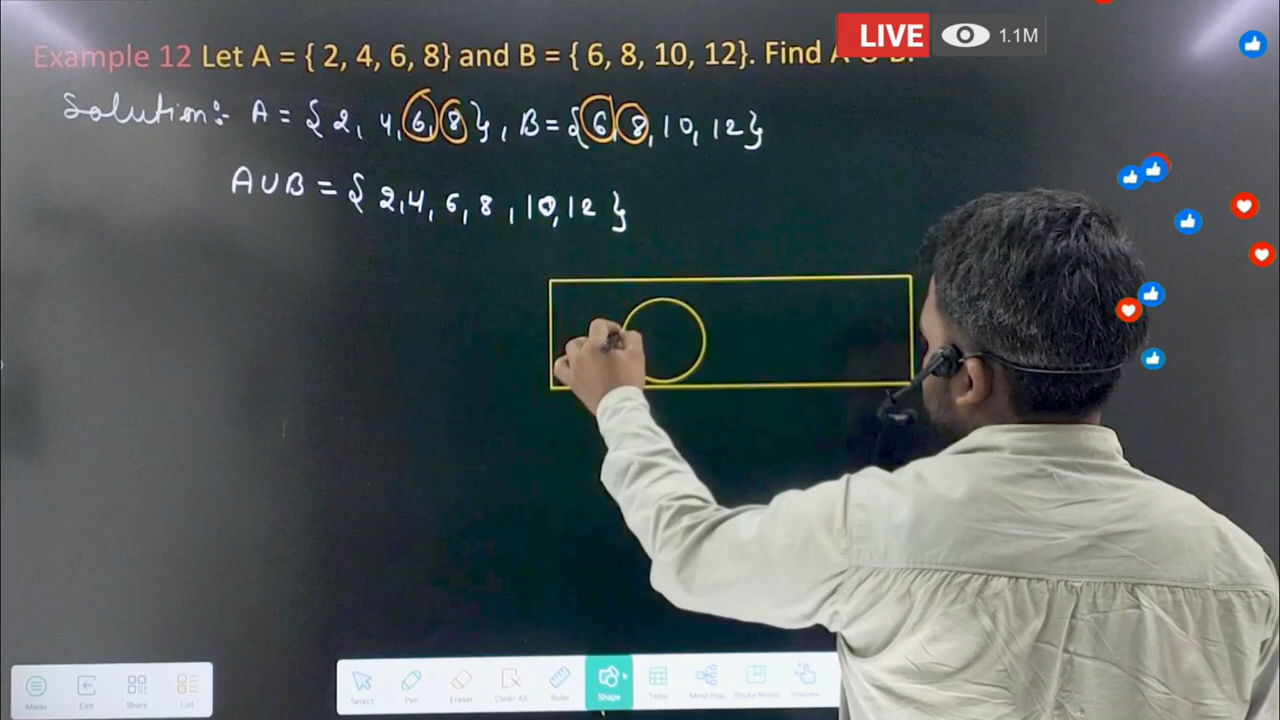 LIVE 1.1M
Example 12 Let A = { 2, 4, 6, 8} and B = { 6, 8, 10, 12}. Find A ∪ B.
Solution:- A = {2, 4, 6, 8}, B = {6, 8, 10, 12}
A∪B = {2, 4, 6, 8, 10, 12}
Menu Exit Share List Select Pen Eraser Clean All Ruler Shape Table Mind map Sticky Notes Preview